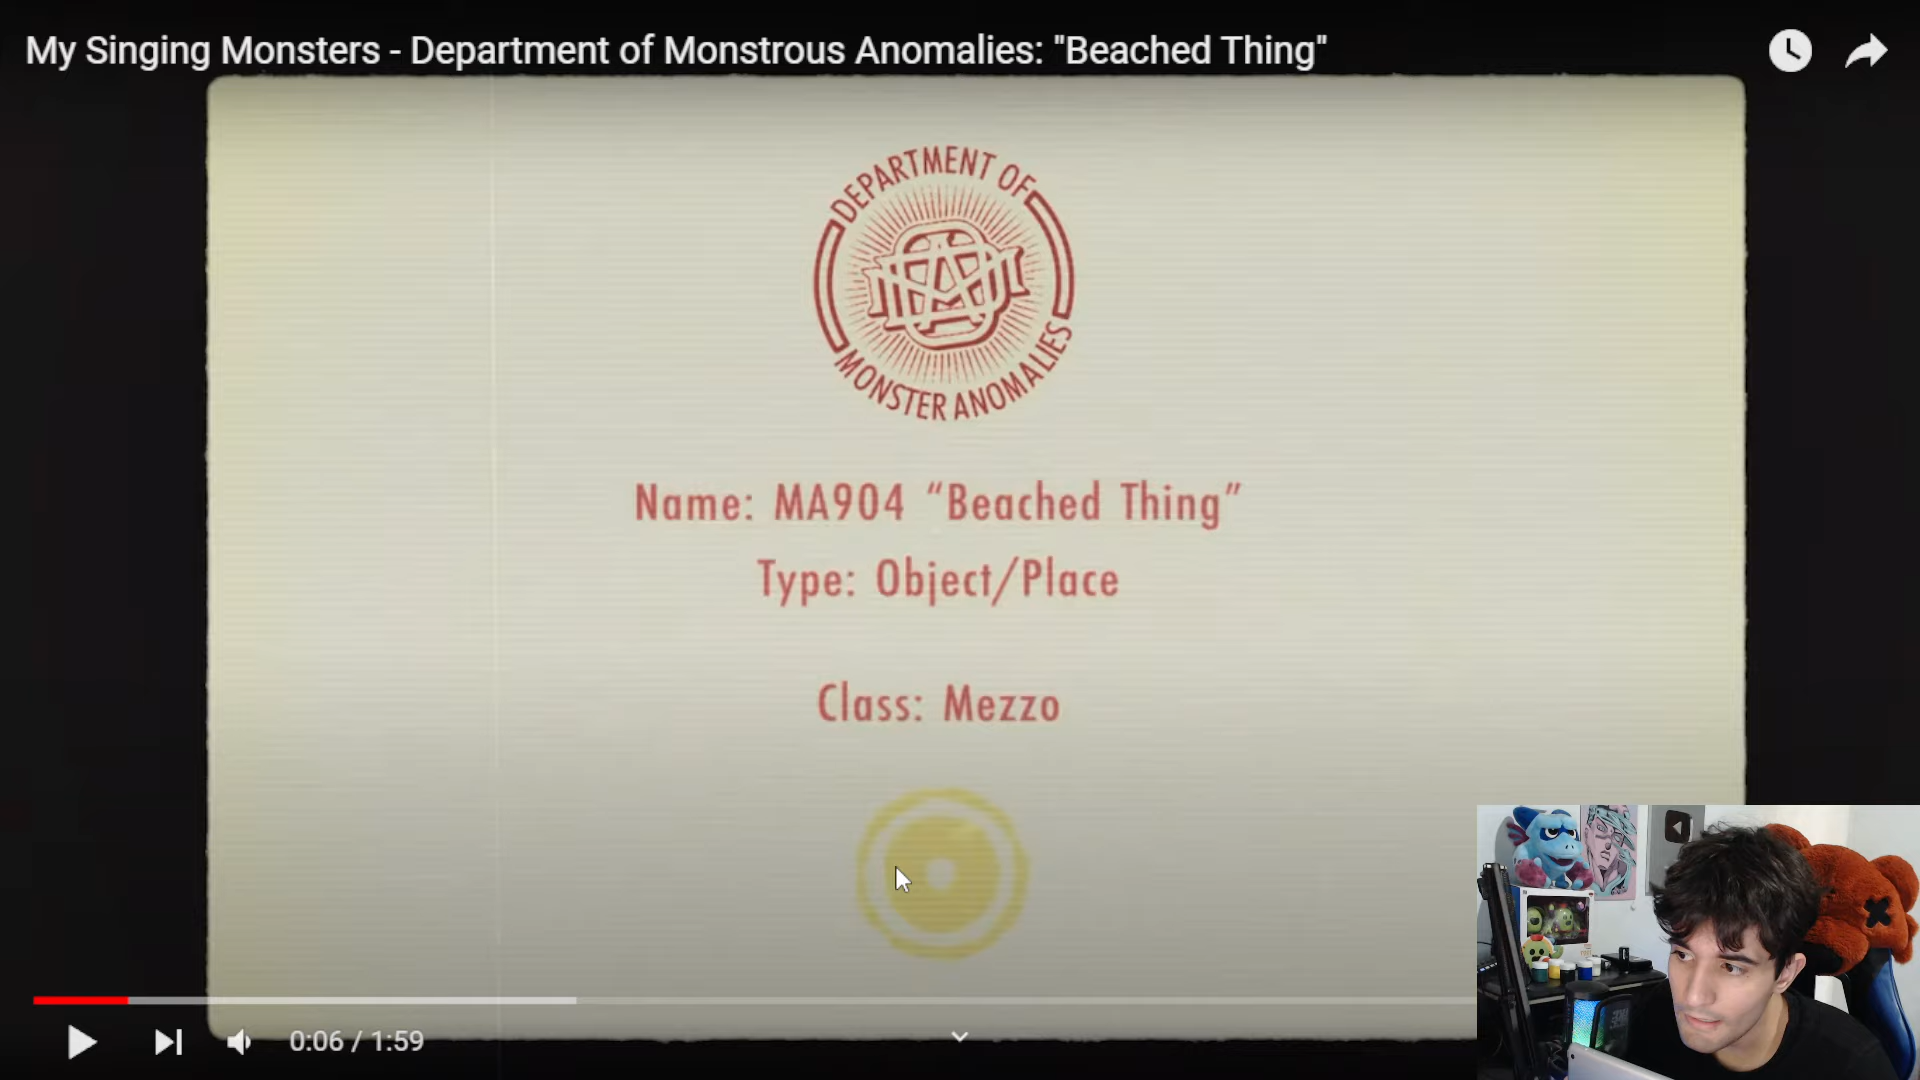 My Singing Monsters - Department of Monstrous Anomalies: "Beached Thing"
DEPARTMENT OF
MONSTER ANOMALIES
Name: MA904 “Beached Thing”
Type: Object/Place
Class: Mezzo
0:06 / 1:59